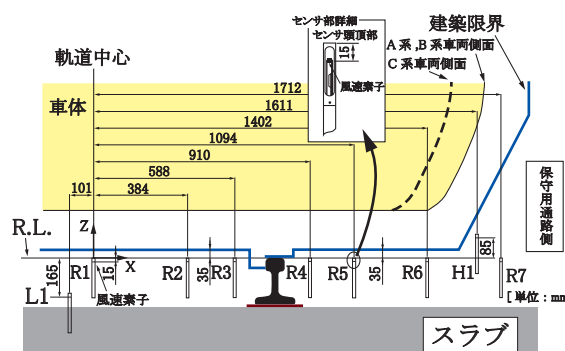 センサ部詳細
センサ頭頂部
15
風速素子
建築限界
A系,B系車両側面
C系車両側面
軌道中心
車体
1712
1611
1402
1094
910
588
101
384
保守用通路側
R.L.
Z
X
R1
15
R2
R3
35
R4
R5
35
R6
H1
85
R7
165
L1
風速素子
[単位:mm
スラブ